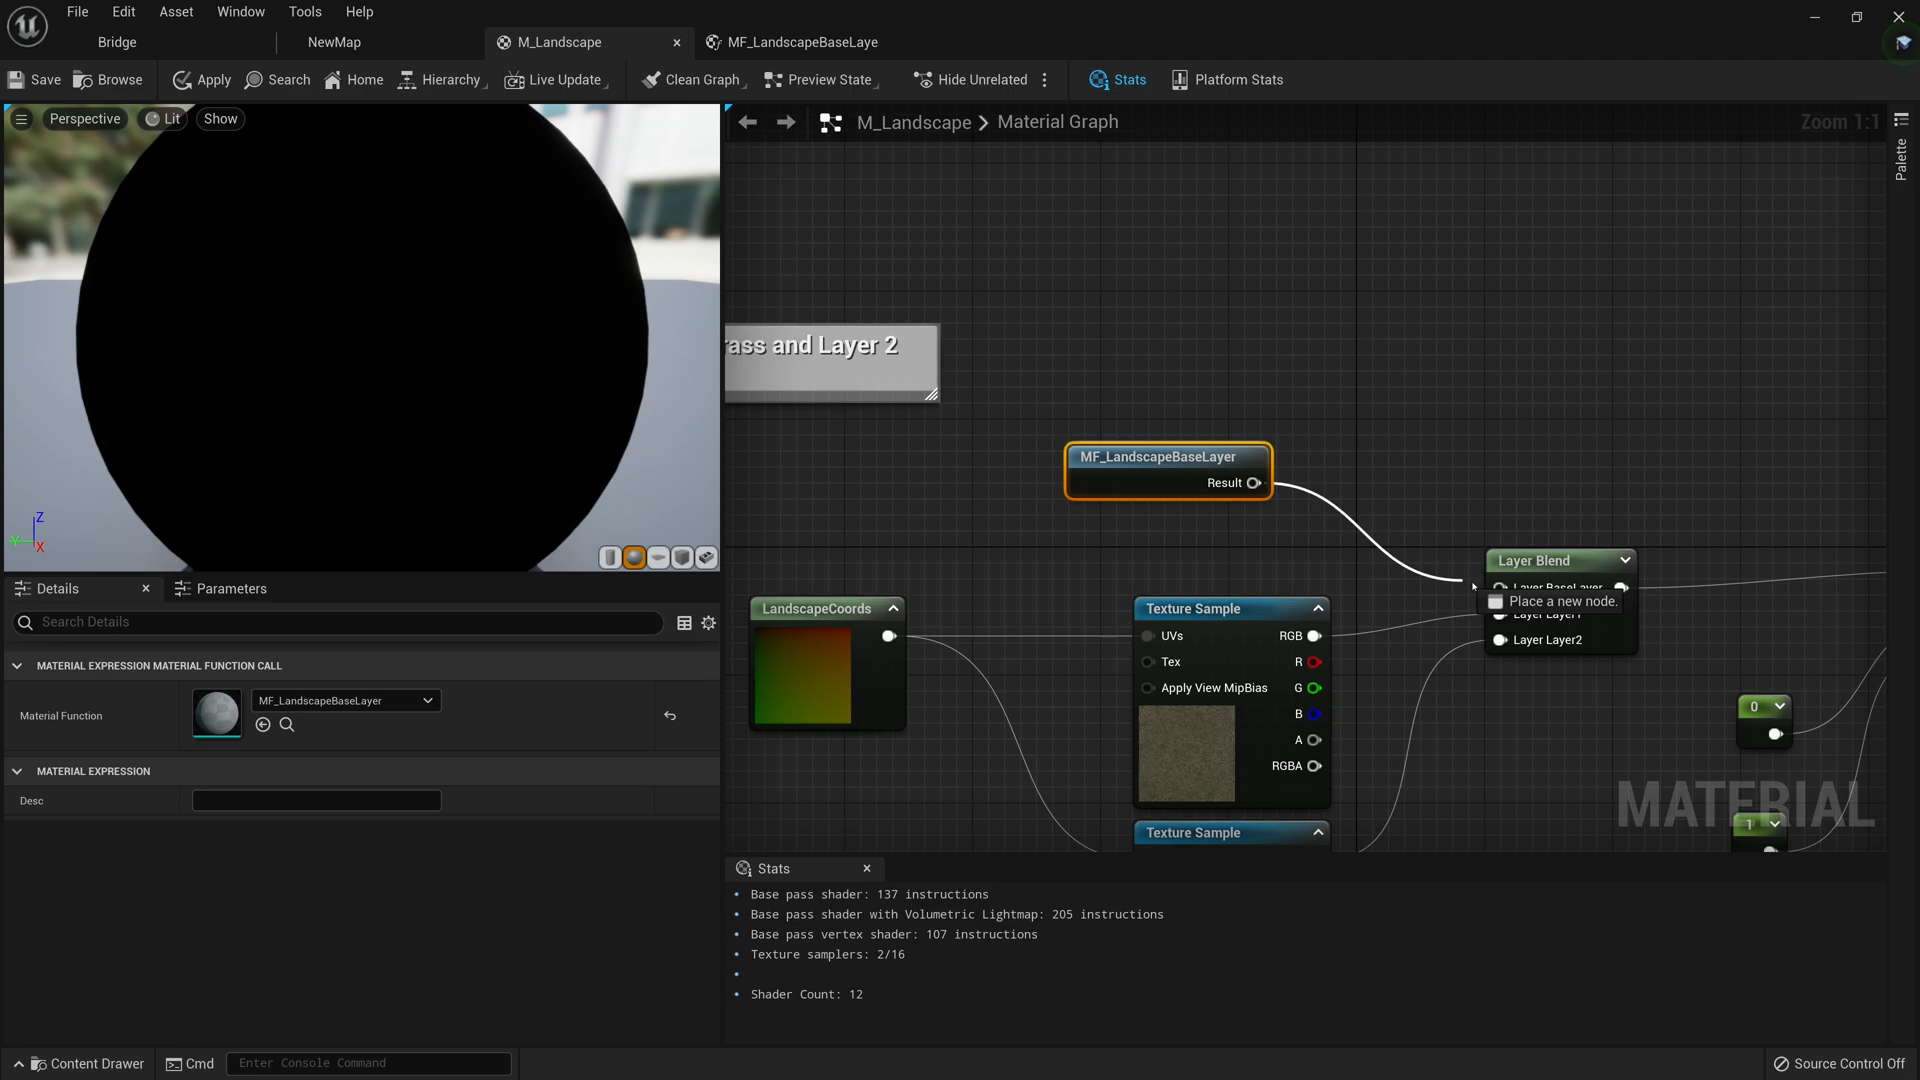 File
Edit
Asset
Window
Tools
Help
Bridge
NewMap
M_Landscape
MF_LandscapeBaseLaye
Save
Browse
Apply
Search
Home
Hierarchy
Live Update
Clean Graph
Preview State
Hide Unrelated
Stats
Platform Stats
Perspective
Lit
Show
M_Landscape > Material Graph
Zoom 1:1
Palette
rass and Layer 2
MF_LandscapeBaseLayer
Result
Layer Blend
Layer BaseLayer
Place a new node.
Layer Layer1
Layer Layer2
LandscapeCoords
Texture Sample
UVs
RGB
Tex
R
Apply View MipBias
G
B
A
RGBA
Texture Sample
0
1
MATERIAL
Z
Y
X
Details
Parameters
Search Details
MATERIAL EXPRESSION MATERIAL FUNCTION CALL
Material Function
MF_LandscapeBaseLayer
MATERIAL EXPRESSION
Desc
Stats
Base pass shader: 137 instructions
Base pass shader with Volumetric Lightmap: 205 instructions
Base pass vertex shader: 107 instructions
Texture samplers: 2/16
Shader Count: 12
Content Drawer
Cmd
Enter Console Command
Source Control Off